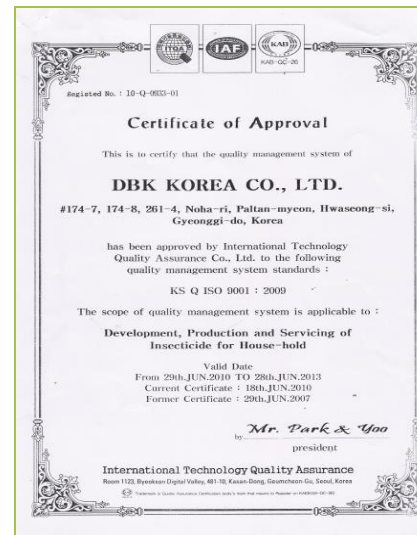 ITQA
IAF
KAB
KAB-QC-26
Registed No. : 10-Q-0933-01
Certificate of Approval
This is to certify that the quality management system of
DBK KOREA CO., LTD.
#174-7, 174-8, 261-4, Noha-ri, Paltan-myeon, Hwaseong-si,
Gyeonggi-do, Korea
has been approved by International Technology
Quality Assurance Co., Ltd. to the following
quality management system standards :
KS Q ISO 9001 : 2009
The scope of quality management system is applicable to :
Development, Production and Servicing of
Insecticide for House-hold
Valid Date
From 29th.JUN.2010 TO 28th.JUN.2013
Current Certificate : 18th.JUN.2010
Former Certificate : 29th.JUN.2007
by Mr. Park & Yoo
president
International Technology Quality Assurance
Room 1123, Byoksan Digital Valley, 481-10, Kasan-Dong, Geumcheon-Gu, Seoul, Korea